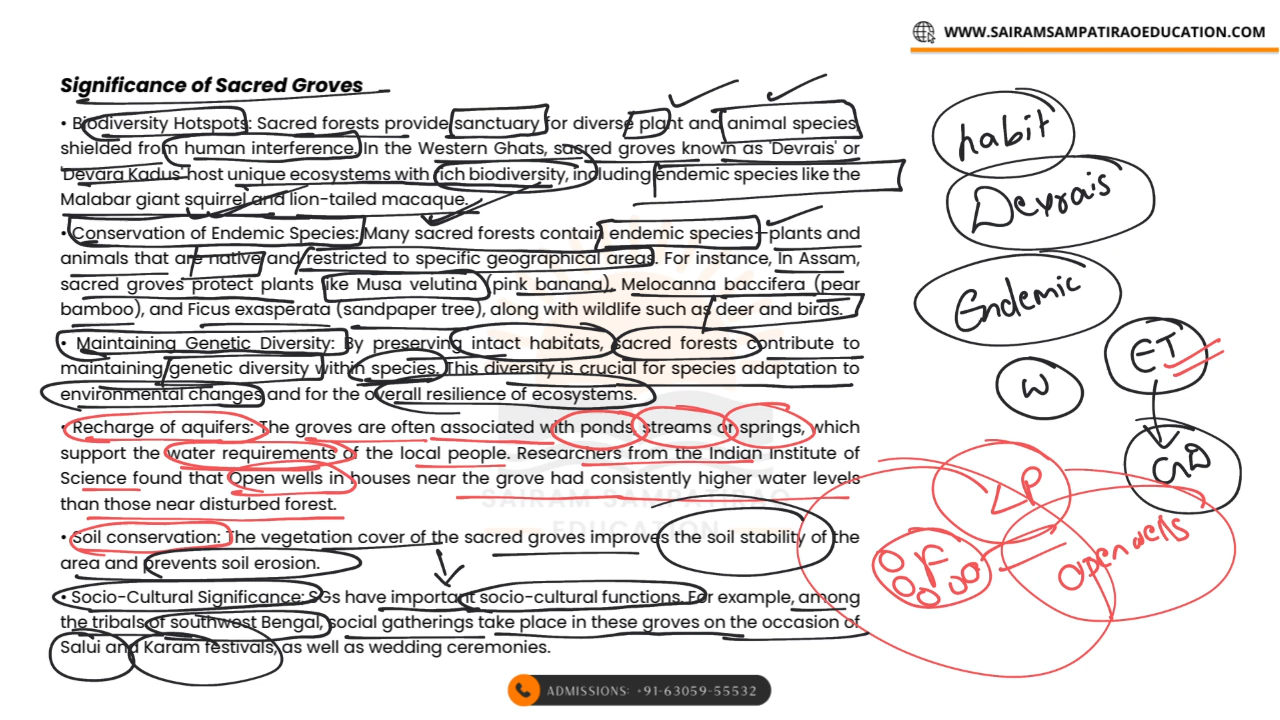 WWW.SAIRAMSAMPATIRAOEDUCATION.COM
Significance of Sacred Groves
• Biodiversity Hotspots: Sacred forests provide sanctuary for diverse plant and animal species,
shielded from human interference. In the Western Ghats, sacred groves known as 'Devrais' or
'Devara Kadus' host unique ecosystems with rich biodiversity, including endemic species like the
Malabar giant squirrel and lion-tailed macaque.
• Conservation of Endemic Species: Many sacred forests contain endemic species—plants and
animals that are native and restricted to specific geographical areas. For instance, in Assam,
sacred groves protect plants like Musa velutina (pink banana), Melocanna baccifera (pear
bamboo), and Ficus exasperata (sandpaper tree), along with wildlife such as deer and birds.
• Maintaining Genetic Diversity: By preserving intact habitats, sacred forests contribute to
maintaining genetic diversity within species. This diversity is crucial for species adaptation to
environmental changes and for the overall resilience of ecosystems.
• Recharge of aquifers: The groves are often associated with ponds, streams or springs, which
support the water requirements of the local people. Researchers from the Indian Institute of
Science found that Open wells in houses near the grove had consistently higher water levels
than those near disturbed forest.
• Soil conservation: The vegetation cover of the sacred groves improves the soil stability of the
area and prevents soil erosion.
• Socio-Cultural Significance: SGs have important socio-cultural functions. For example, among
the tribals of southwest Bengal, social gatherings take place in these groves on the occasion of
Salui and Karam festivals, as well as wedding ceremonies.
habit
Devrais
Endemic
ET
W
LP
F
Openwells
SAIRAM SAMPATIRAO
EDUCATION
ADMISSIONS: +91-63059-55532